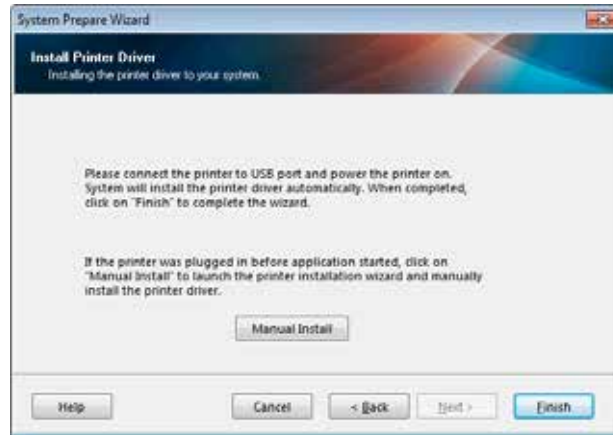 System Prepare Wizard
Install Printer Driver
Installing the printer driver to your system.
Please connect the printer to USB port and power the printer on.
System will install the printer driver automatically. When completed,
click on "Finish" to complete the wizard.
If the printer was plugged in before application started, click on
"Manual Install" to launch the printer installation wizard and manually
install the printer driver.
Manual Install
Help
Cancel
< Back
Next >
Finish